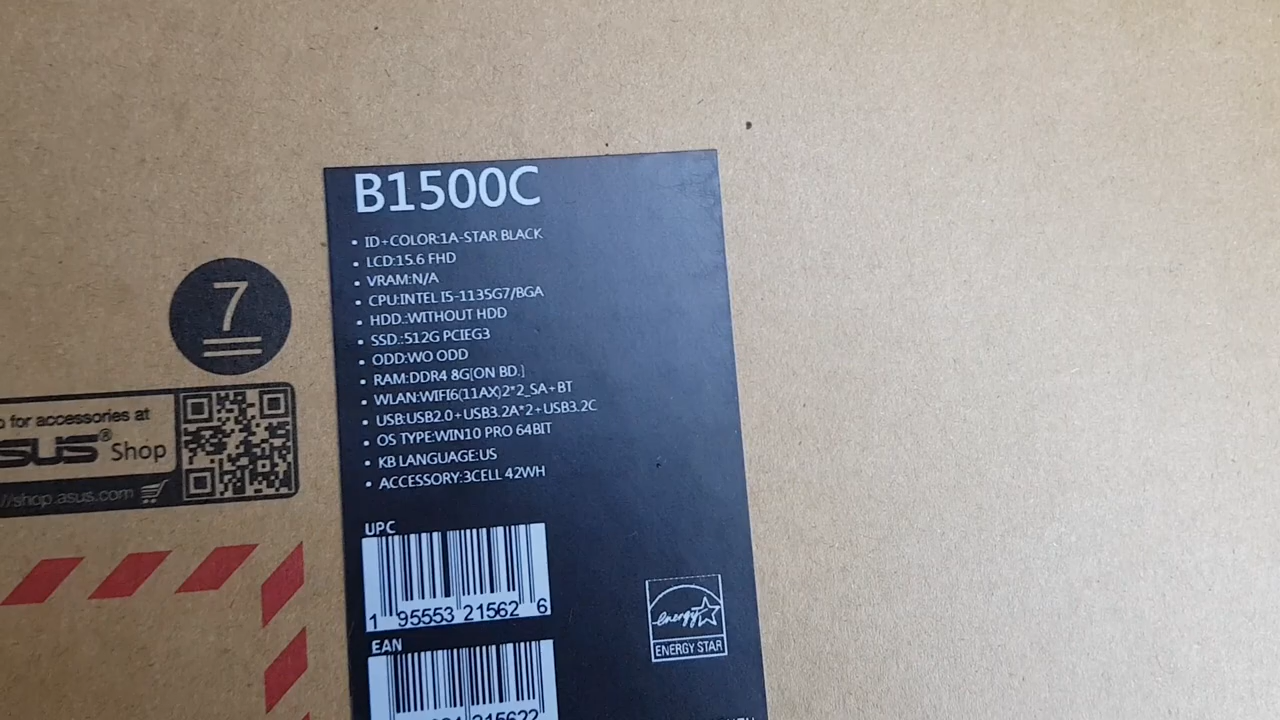 B1500C
• ID+COLOR:1A-STAR BLACK
• LCD:15.6 FHD
• VRAM:N/A
• CPU:INTEL I5-1135G7/BGA
• HDD.:WITHOUT HDD
• SSD.:512G PCIEG3
• ODD:WO ODD
• RAM:DDR4 8G[ON BD.]
• WLAN:WIFI6(11AX)2*2_SA+BT
• USB:USB2.0+USB3.2A*2+USB3.2C
• OS TYPE:WIN10 PRO 64BIT
• KB LANGUAGE:US
• ACCESSORY:3CELL 42WH
UPC
1 95553 21562 6
EAN
215622
energy
ENERGY STAR
7
for accessories at
SUS® Shop
//shop.asus.com